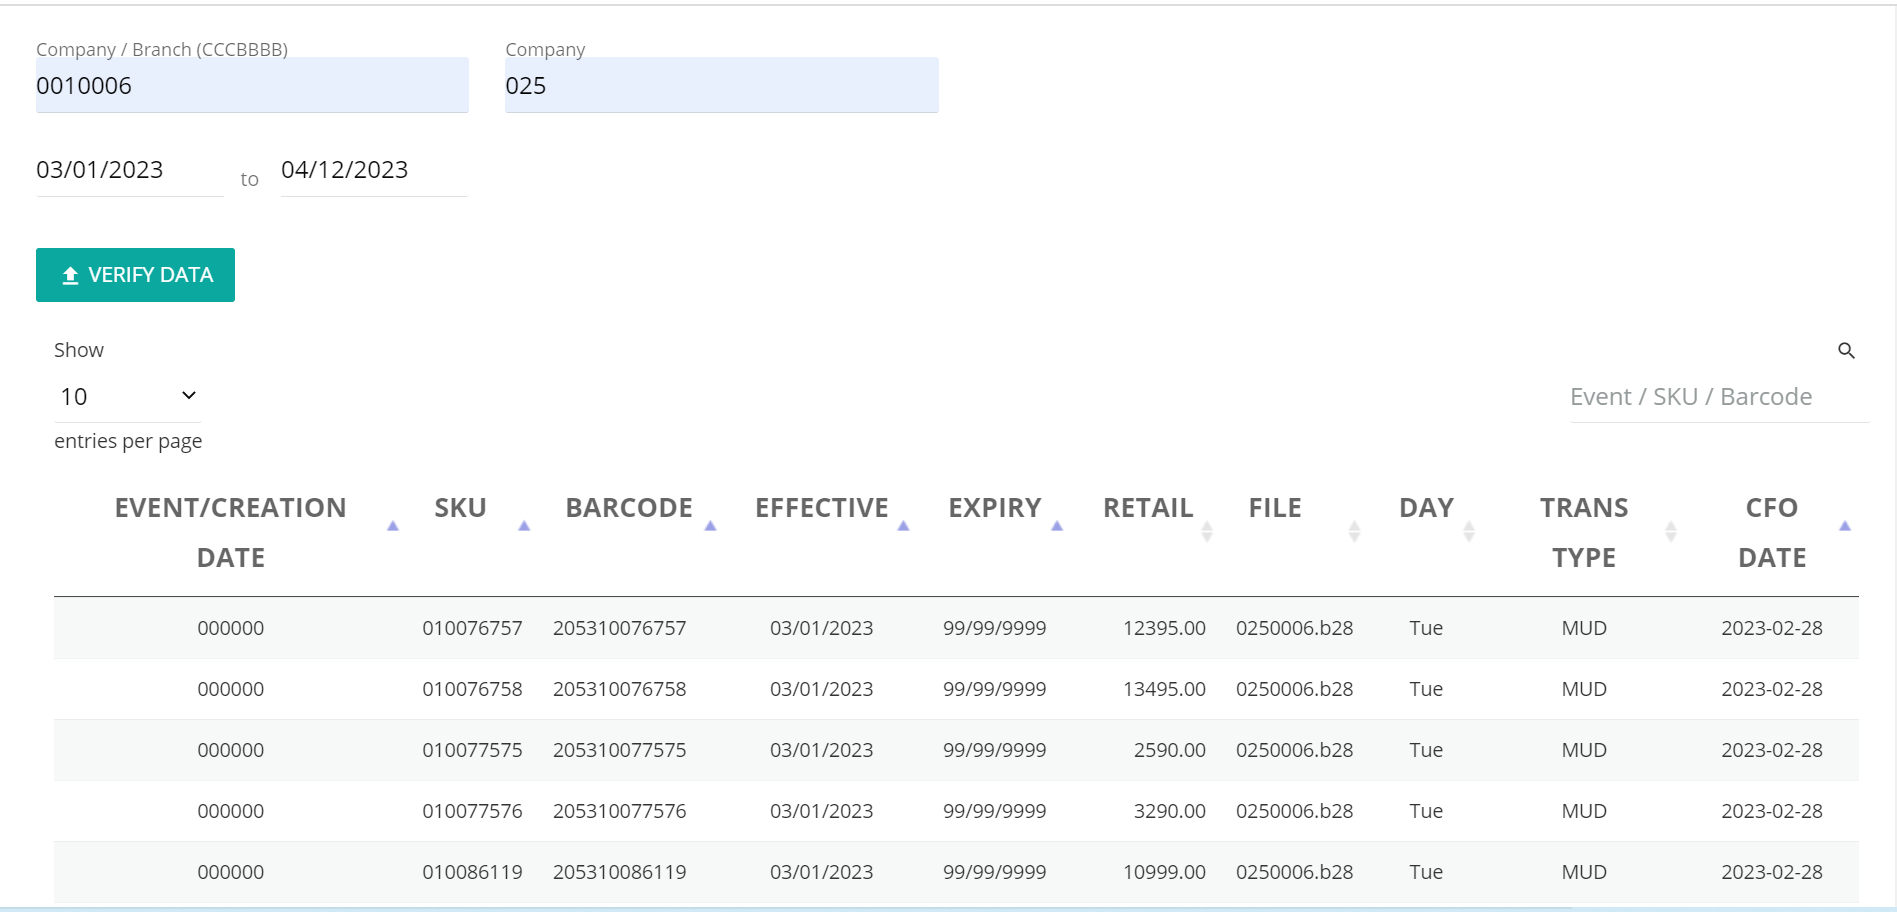 Company / Branch (CCCBBBB) Company
0010006 025
03/01/2023 to 04/12/2023
VERIFY DATA
Show
10
Event / SKU / Barcode
entries per page
EVENT/CREATION DATE SKU BARCODE EFFECTIVE EXPIRY RETAIL FILE DAY TRANS TYPE CFO DATE
000000 010076757 205310076757 03/01/2023 99/99/9999 12395.00 0250006.b28 Tue MUD 2023-02-28
000000 010076758 205310076758 03/01/2023 99/99/9999 13495.00 0250006.b28 Tue MUD 2023-02-28
000000 010077575 205310077575 03/01/2023 99/99/9999 2590.00 0250006.b28 Tue MUD 2023-02-28
000000 010077576 205310077576 03/01/2023 99/99/9999 3290.00 0250006.b28 Tue MUD 2023-02-28
000000 010086119 205310086119 03/01/2023 99/99/9999 10999.00 0250006.b28 Tue MUD 2023-02-28